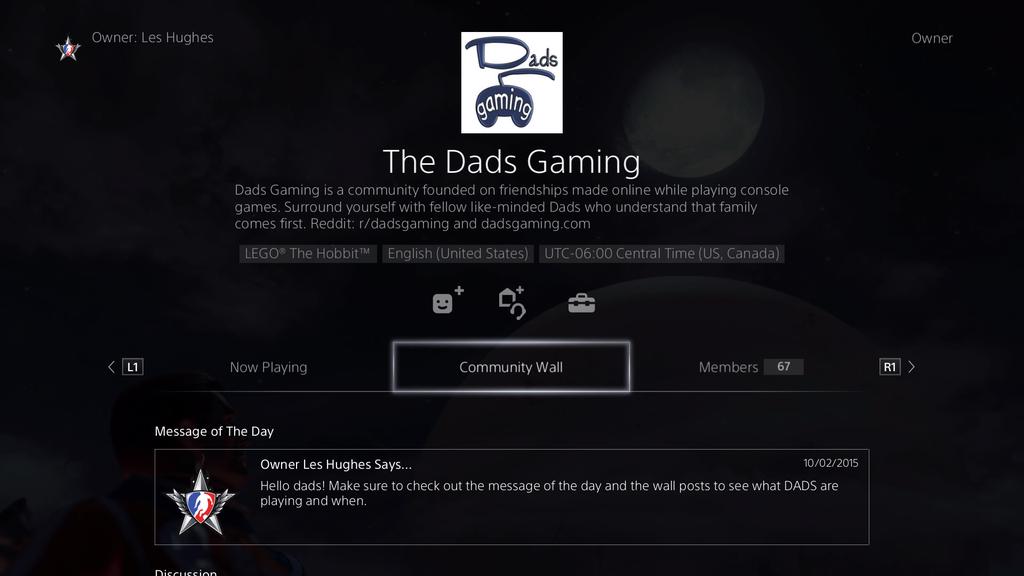 Owner: Les Hughes
Owner
Dads
gaming
The Dads Gaming
Dads Gaming is a community founded on friendships made online while playing console
games. Surround yourself with fellow like-minded Dads who understand that family
comes first. Reddit: r/dadsgaming and dadsgaming.com
LEGO® The Hobbit™ English (United States) UTC-06:00 Central Time (US, Canada)
L1 Now Playing Community Wall Members 67 R1
Message of The Day
Owner Les Hughes Says... 10/02/2015
Hello dads! Make sure to check out the message of the day and the wall posts to see what DADS are
playing and when.
Discussion